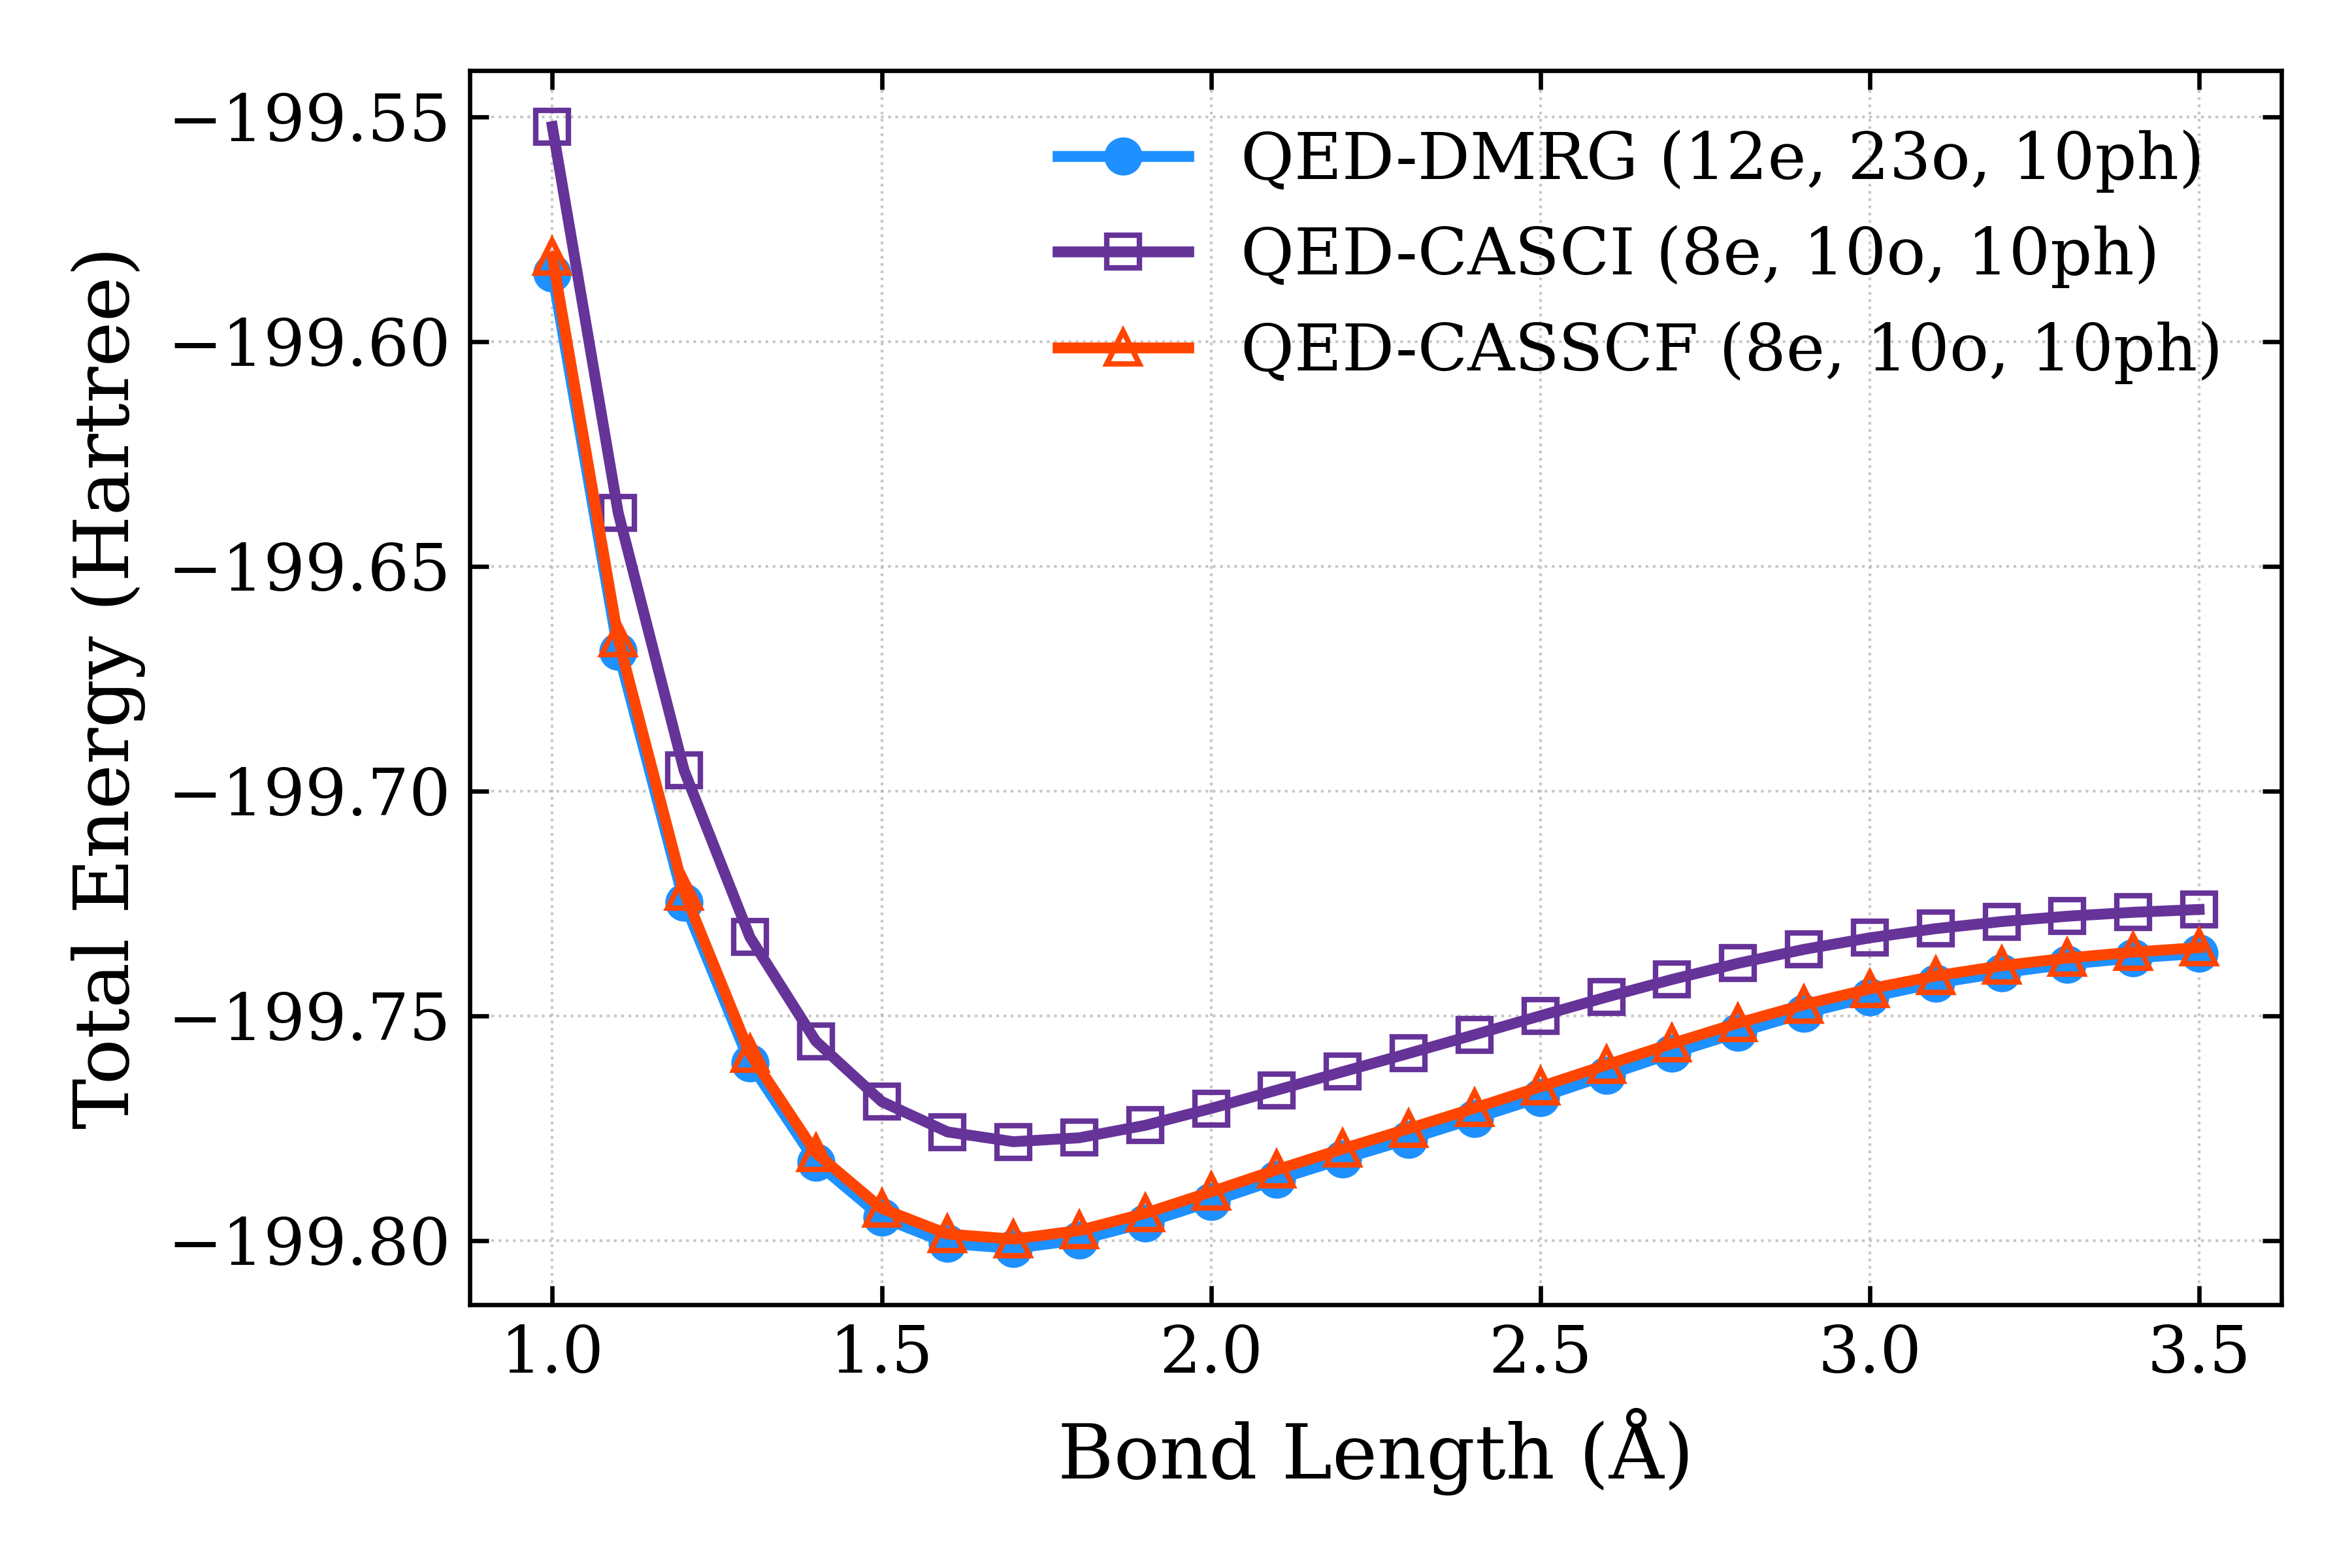 Total Energy (Hartree)
−199.55
−199.60
−199.65
−199.70
−199.75
−199.80
QED-DMRG (12e, 23o, 10ph)
QED-CASCI (8e, 10o, 10ph)
QED-CASSCF (8e, 10o, 10ph)
1.0 1.5 2.0 2.5 3.0 3.5
Bond Length (Å)